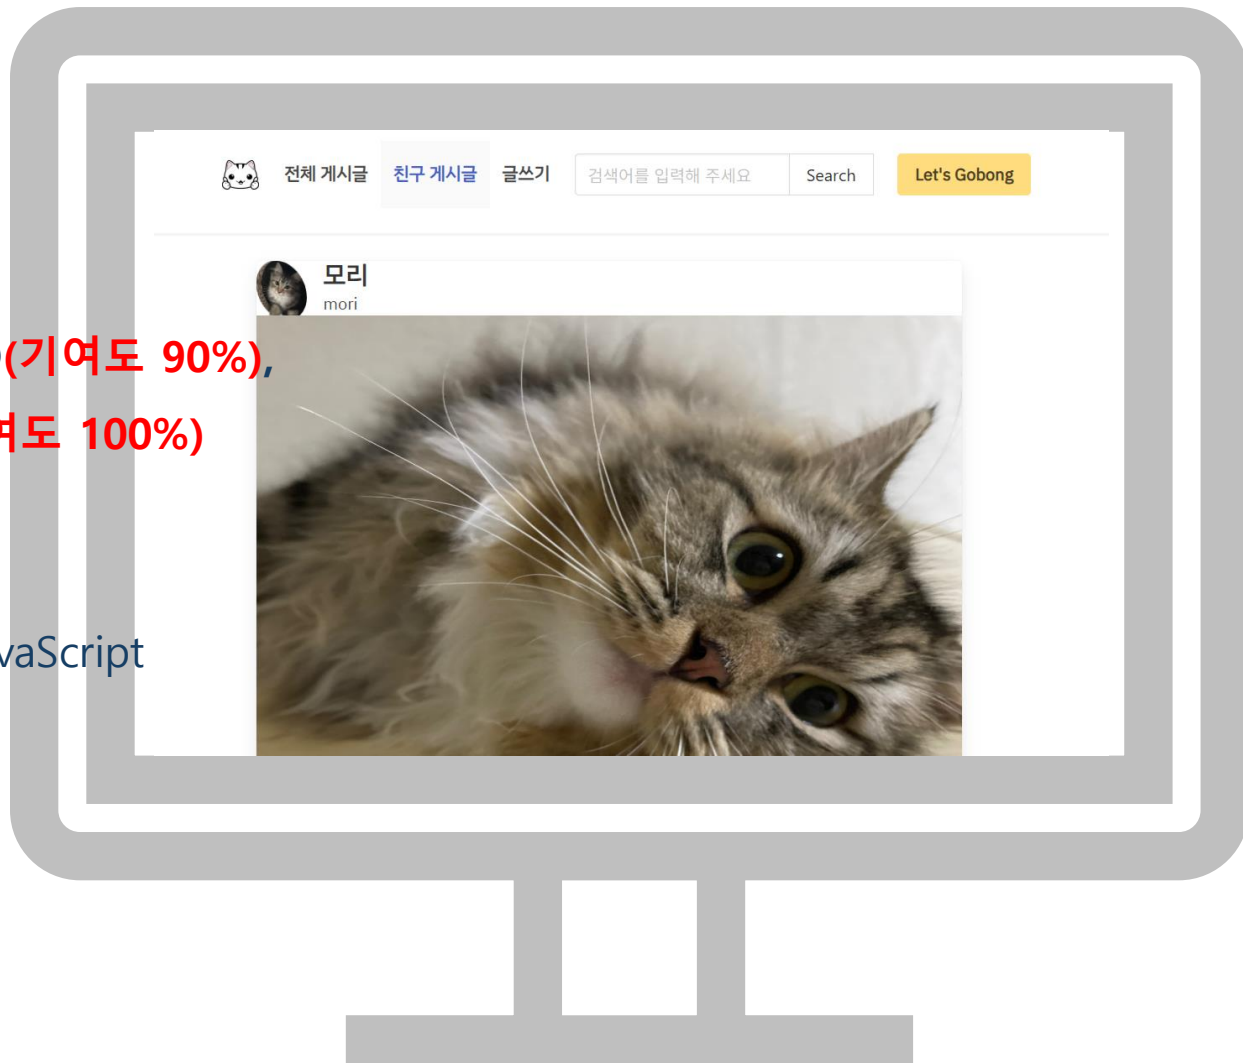 전체 게시글 친구 게시글 글쓰기 검색어를 입력해 주세요 Search Let's Gobong
모리
mori
(기여도 90%),
여도 100%)
vaScript